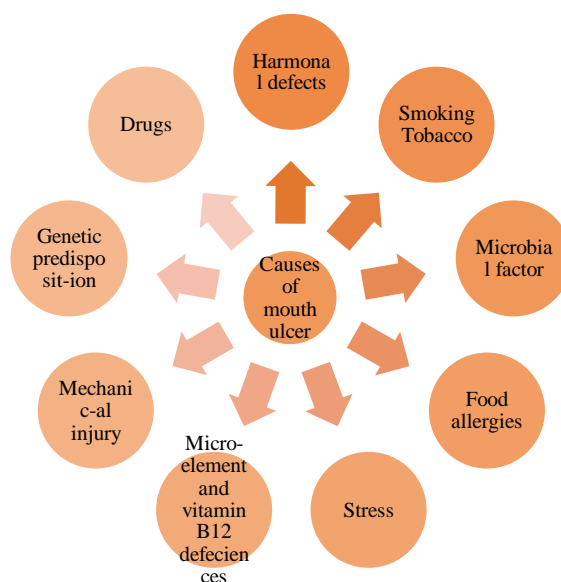 Harmona
l defects
Smoking
Tobacco
Microbia
l factor
Food
allergies
Stress
Micro-
element
and
vitamin
B12
defecien
ces
Mechani
c-al
injury
Genetic
predispo
sit-ion
Drugs
Causes
of
mouth
ulcer